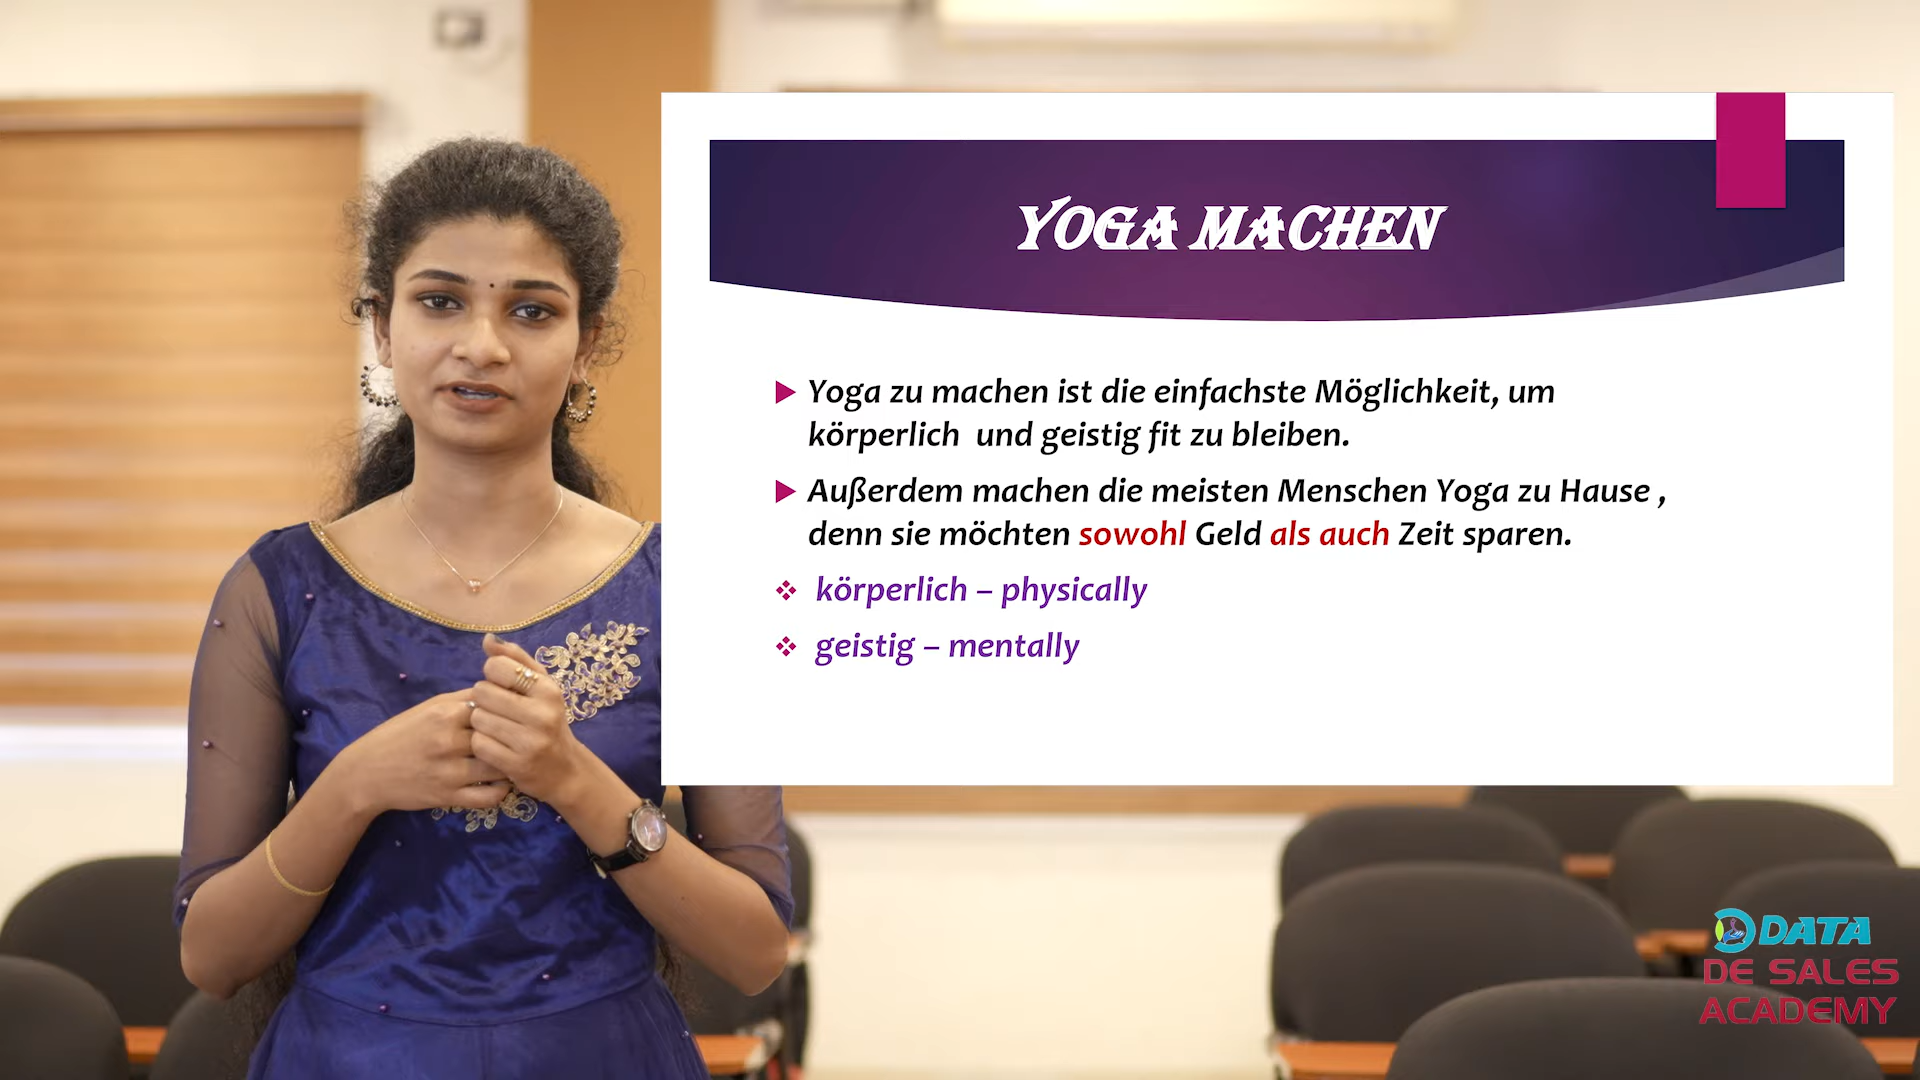 YOGA MACHEN
Yoga zu machen ist die einfachste Möglichkeit, um
körperlich und geistig fit zu bleiben.
Außerdem machen die meisten Menschen Yoga zu Hause ,
denn sie möchten sowohl Geld als auch Zeit sparen.
körperlich – physically
geistig – mentally
DATA
DE SALES
ACADEMY